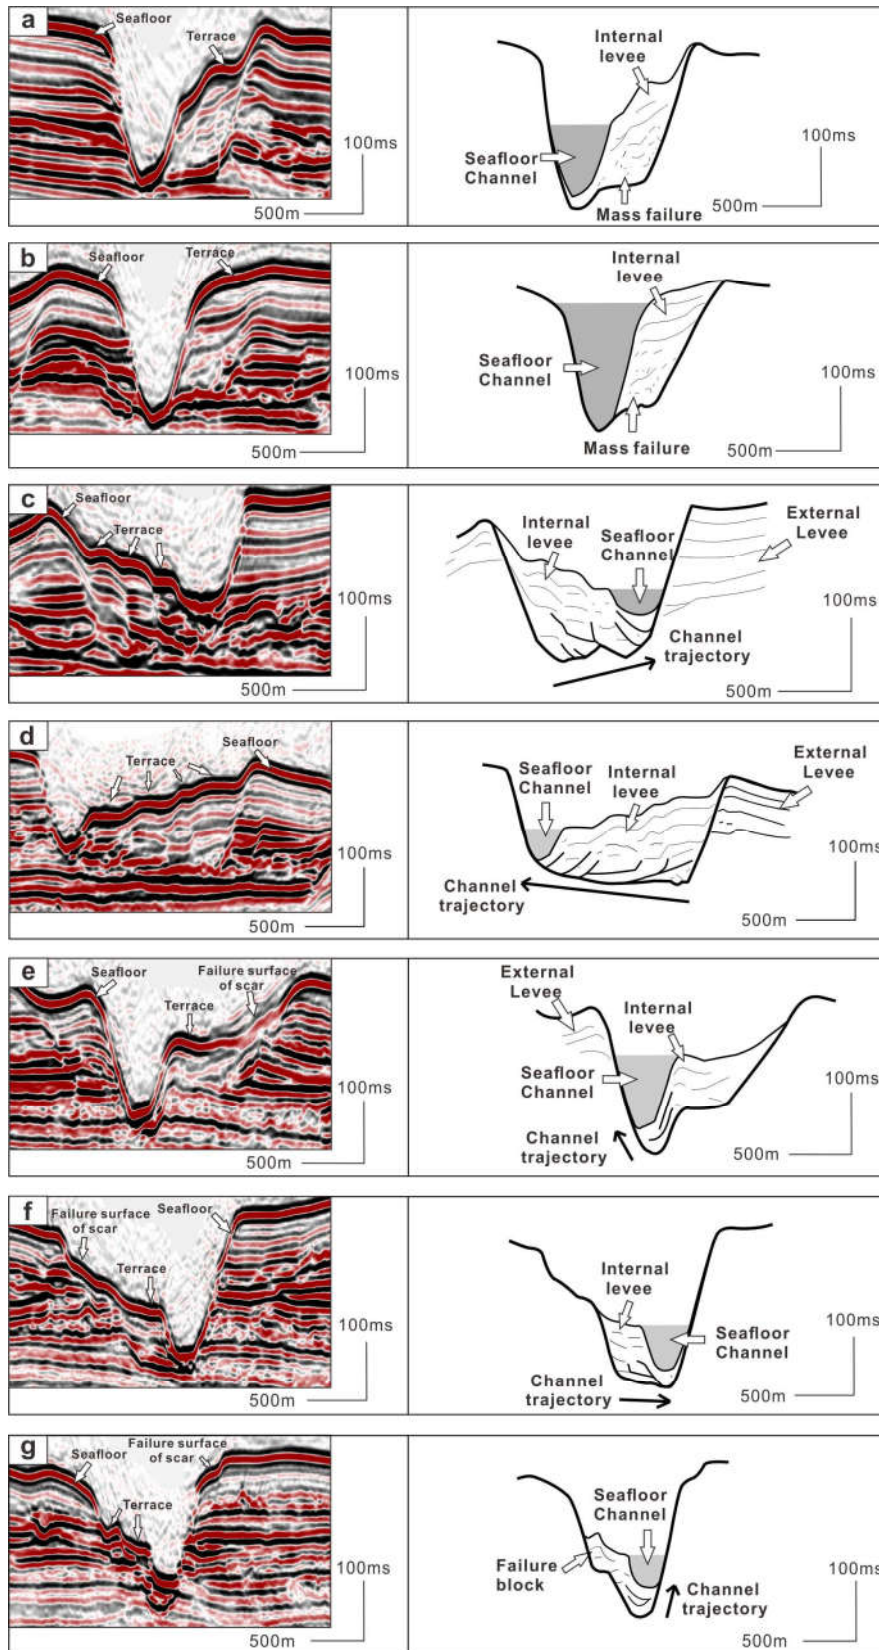 a
Seafloor
Terrace
100ms
500m
Internal
levee
Seafloor
Channel
Mass failure
100ms
500m
b
Seafloor
Terrace
100ms
500m
Internal
levee
Seafloor
Channel
Mass failure
100ms
500m
c
Seafloor
Terrace
100ms
500m
Internal
levee
Seafloor
Channel
External
Levee
Channel
trajectory
100ms
500m
d
Seafloor
Terrace
100ms
500m
Seafloor
Channel
Internal
levee
External
Levee
Channel
trajectory
100ms
500m
e
Seafloor
Failure surface
of scar
Terrace
100ms
500m
External
Levee
Internal
levee
Seafloor
Channel
Channel
trajectory
100ms
500m
f
Failure surface
of scar
Seafloor
Terrace
100ms
500m
Internal
levee
Seafloor
Channel
Channel
trajectory
100ms
500m
g
Seafloor
Failure surface
of scar
Terrace
100ms
500m
Seafloor
Channel
Failure
block
Channel
trajectory
100ms
500m